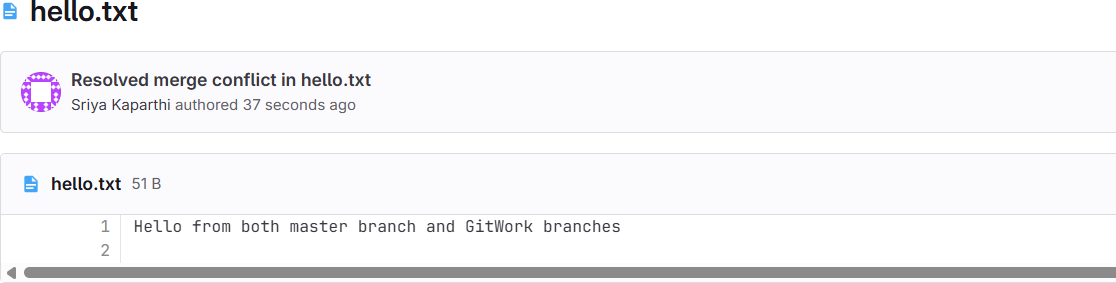 hello.txt
Resolved merge conflict in hello.txt
Sriya Kaparthi authored 37 seconds ago
hello.txt 51 B
1 Hello from both master branch and GitWork branches
2